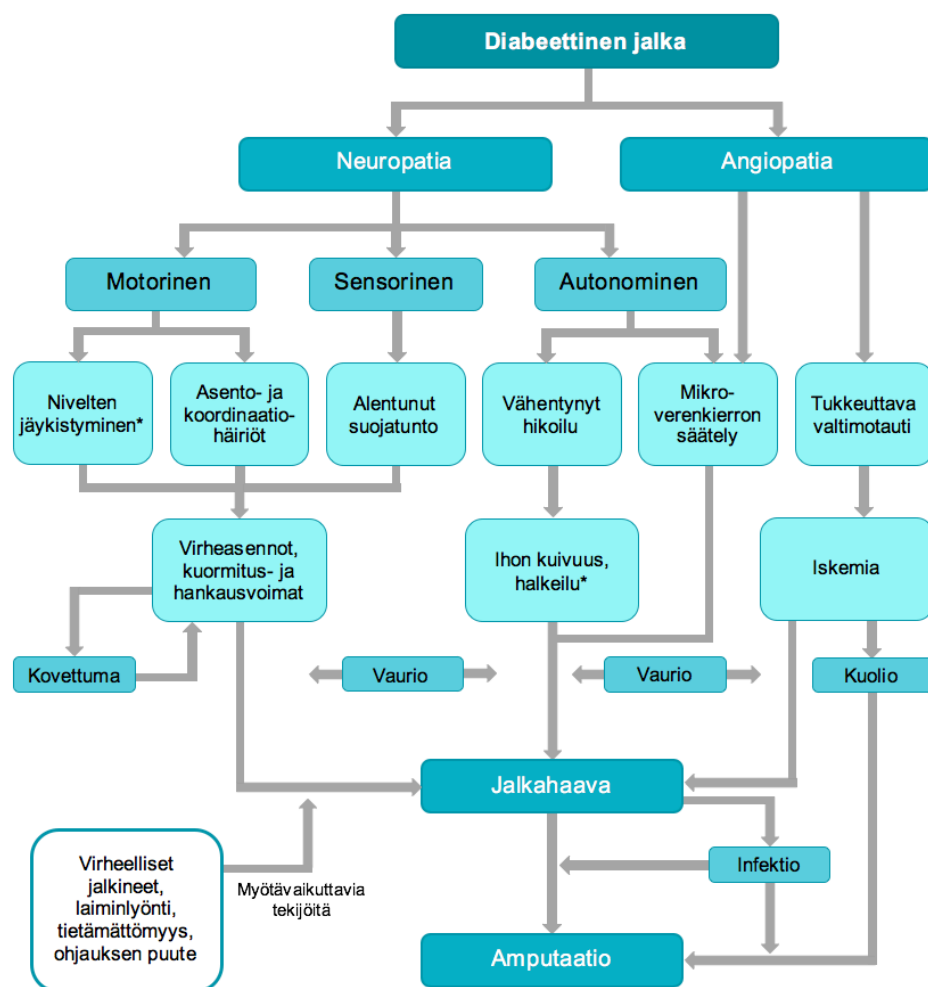 Diabeettinen jalka
Neuropatia
Angiopatia
Motorinen
Sensorinen
Autonominen
Nivelten
jäykistyminen*
Asento- ja
koordinaatio-
häiriöt
Alentunut
suojatunto
Vähentynyt
hikoilu
Mikro-
verenkierron
säätely
Tukkeuttava
valtimotauti
Virheasennot,
kuormitus- ja
hankausvoimat
Ihon kuivuus,
halkeilu*
Iskemia
Kovettuma
Vaurio
Vaurio
Kuolio
Jalkahaava
Virheelliset
jalkineet,
laiminlyönti,
tietämättömyys,
ohjauksen puute
Myötävaikuttavia
tekijöitä
Infektio
Amputaatio